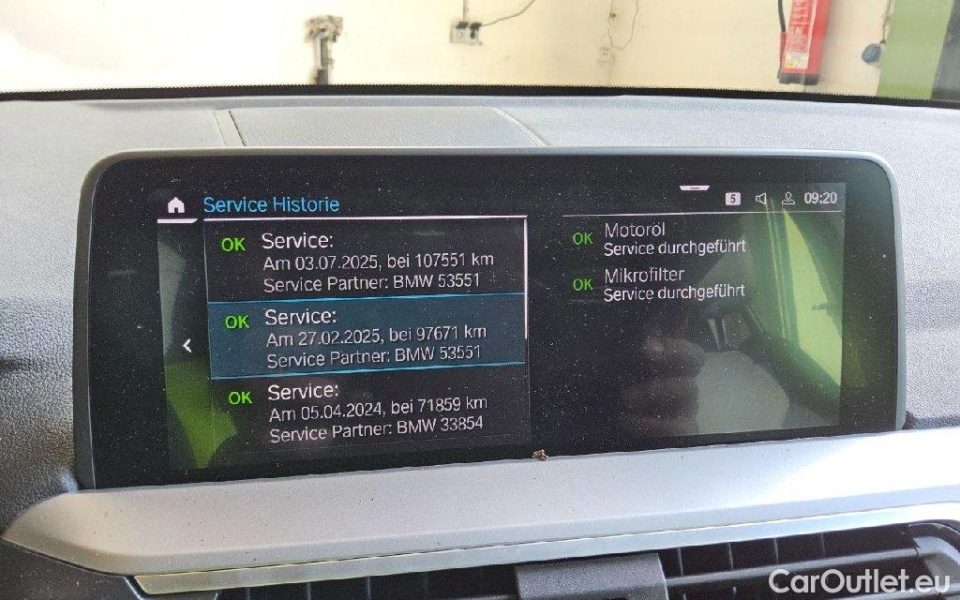 Service Historie
5
09:20
OK Service:
Am 03.07.2025, bei 107551 km
Service Partner: BMW 53551
OK Service:
Am 27.02.2025, bei 97671 km
Service Partner: BMW 53551
OK Service:
Am 05.04.2024, bei 71859 km
Service Partner: BMW 33854
OK Motoröl
Service durchgeführt
OK Mikrofilter
Service durchgeführt
CarOutlet.eu